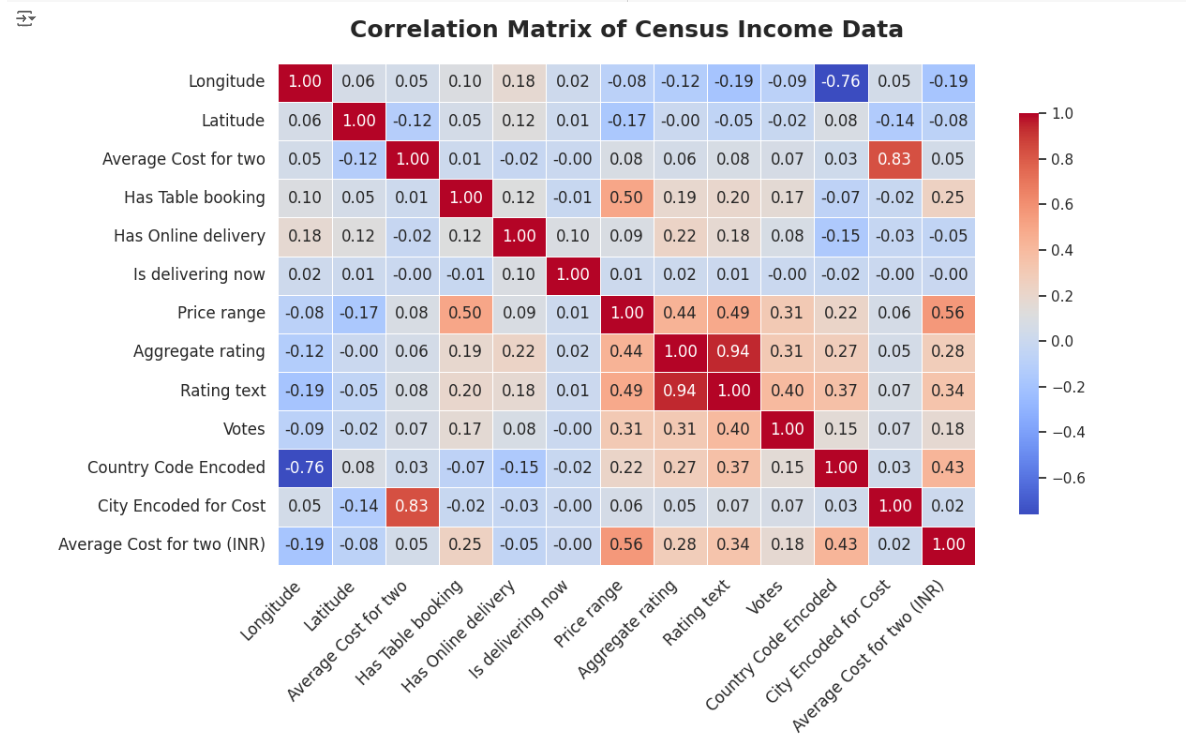 Correlation Matrix of Census Income Data
Longitude 1.00 0.06 0.05 0.10 0.18 0.02 -0.08 -0.12 -0.19 -0.09 -0.76 0.05 -0.19
Latitude 0.06 1.00 -0.12 0.05 0.12 0.01 -0.17 -0.00 -0.05 -0.02 0.08 -0.14 -0.08
Average Cost for two 0.05 -0.12 1.00 0.01 -0.02 -0.00 0.08 0.06 0.08 0.07 0.03 0.83 0.05
Has Table booking 0.10 0.05 0.01 1.00 0.12 -0.01 0.50 0.19 0.20 0.17 -0.07 -0.02 0.25
Has Online delivery 0.18 0.12 -0.02 0.12 1.00 0.10 0.09 0.22 0.18 0.08 -0.15 -0.03 -0.05
Is delivering now 0.02 0.01 -0.00 -0.01 0.10 1.00 0.01 0.02 0.01 -0.00 -0.02 -0.00 -0.00
Price range -0.08 -0.17 0.08 0.50 0.09 0.01 1.00 0.44 0.49 0.31 0.22 0.06 0.56
Aggregate rating -0.12 -0.00 0.06 0.19 0.22 0.02 0.44 1.00 0.94 0.31 0.27 0.05 0.28
Rating text -0.19 -0.05 0.08 0.20 0.18 0.01 0.49 0.94 1.00 0.40 0.37 0.07 0.34
Votes -0.09 -0.02 0.07 0.17 0.08 -0.00 0.31 0.31 0.40 1.00 0.15 0.07 0.18
Country Code Encoded -0.76 0.08 0.03 -0.07 -0.15 -0.02 0.22 0.27 0.37 0.15 1.00 0.03 0.43
City Encoded for Cost 0.05 -0.14 0.83 -0.02 -0.03 -0.00 0.06 0.05 0.07 0.07 0.03 1.00 0.02
Average Cost for two (INR) -0.19 -0.08 0.05 0.25 -0.05 -0.00 0.56 0.28 0.34 0.18 0.43 0.02 1.00
Longitude
Latitude
Average Cost for two
Has Table booking
Has Online delivery
Is delivering now
Price range
Aggregate rating
Rating text
Votes
Country Code Encoded
City Encoded for Cost
Average Cost for two (INR)
1.0
0.8
0.6
0.4
0.2
0.0
−0.2
−0.4
−0.6